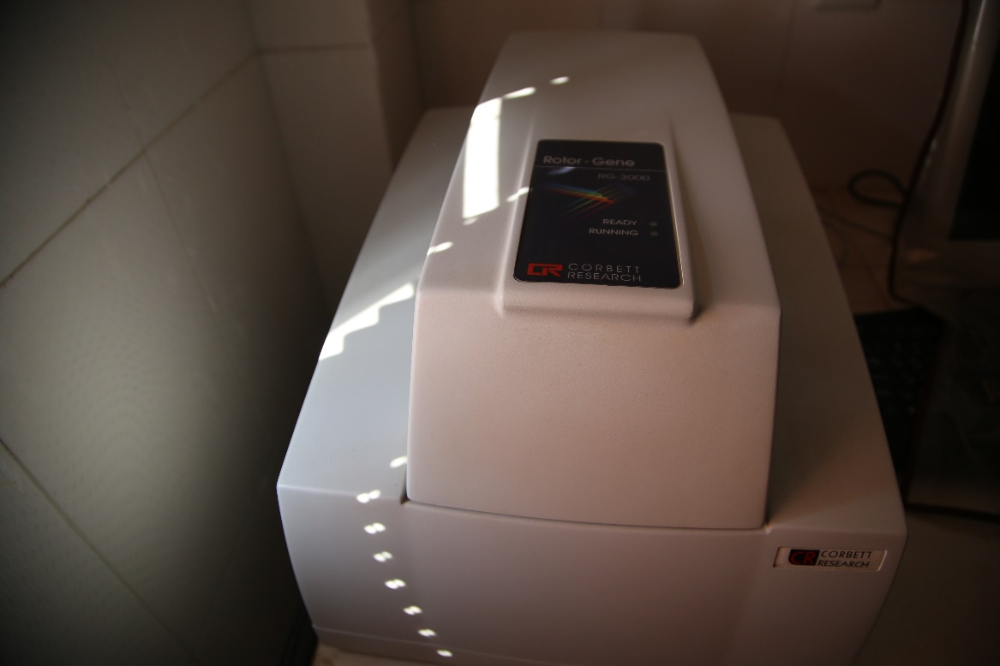 Rotor-Gene
RG-3000
READY
RUNNING
CR CORBETT
RESEARCH
CR CORBETT
RESEARCH